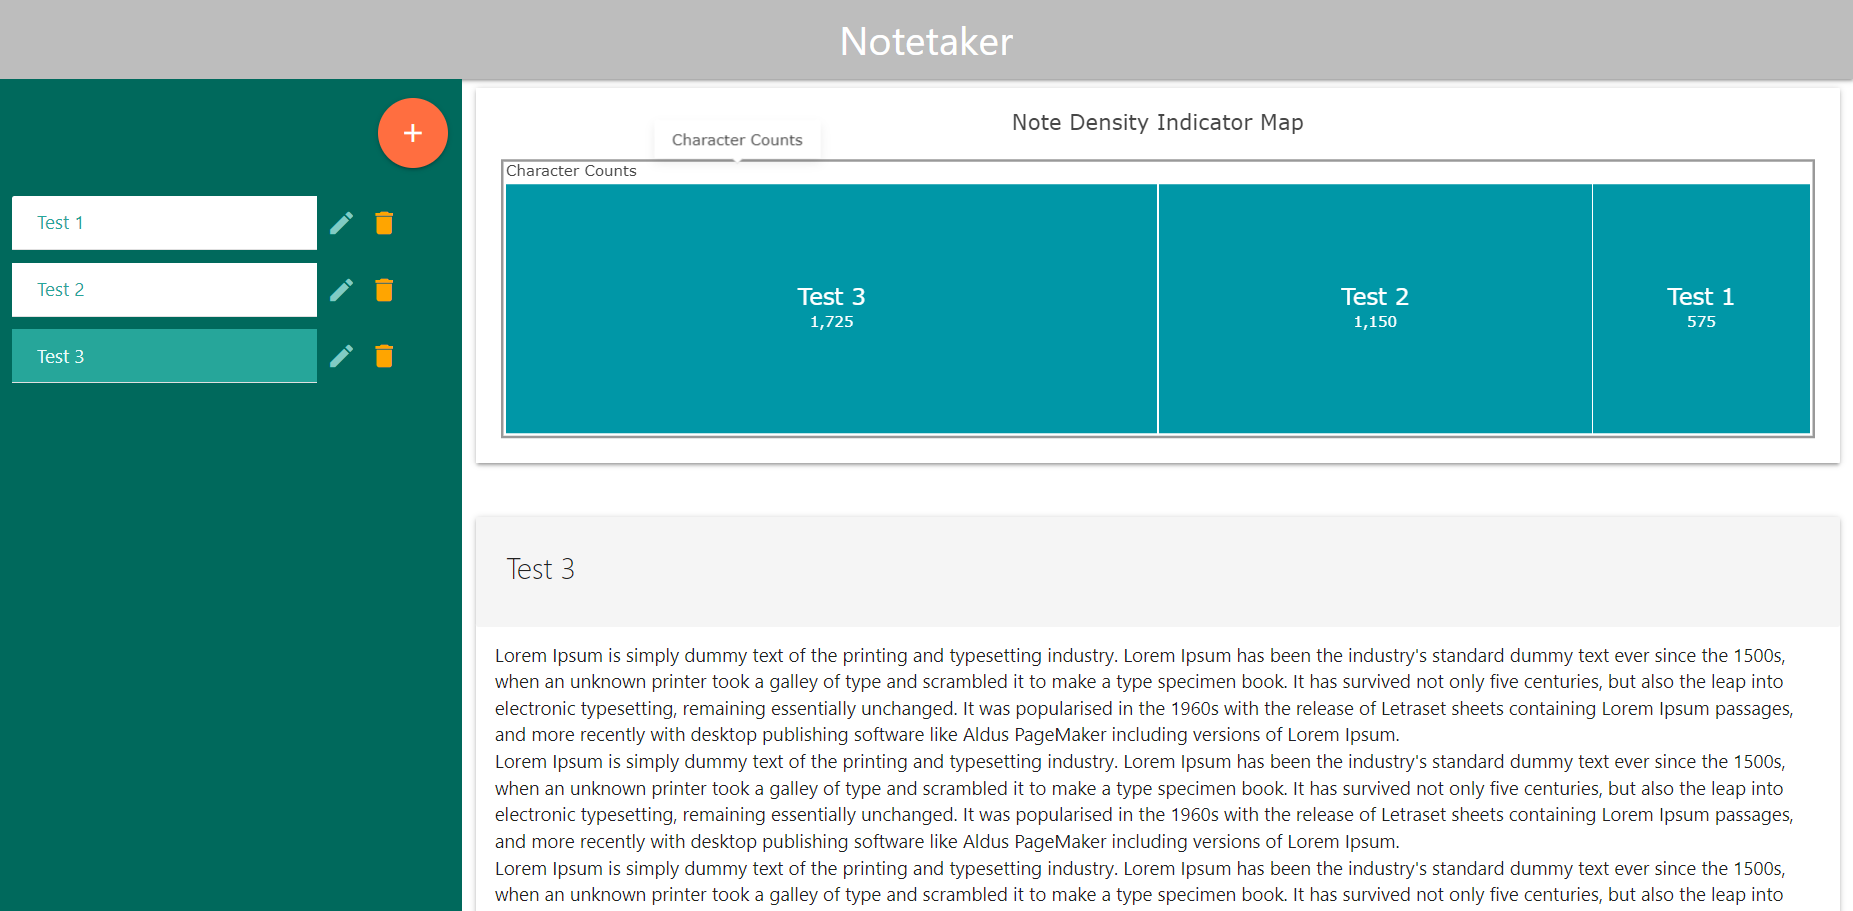 Notetaker
+
Test 1
Test 2
Test 3
Note Density Indicator Map
Character Counts
Character Counts
Test 3
1,725
Test 2
1,150
Test 1
575
Test 3
Lorem Ipsum is simply dummy text of the printing and typesetting industry. Lorem Ipsum has been the industry's standard dummy text ever since the 1500s,
when an unknown printer took a galley of type and scrambled it to make a type specimen book. It has survived not only five centuries, but also the leap into
electronic typesetting, remaining essentially unchanged. It was popularised in the 1960s with the release of Letraset sheets containing Lorem Ipsum passages,
and more recently with desktop publishing software like Aldus PageMaker including versions of Lorem Ipsum.
Lorem Ipsum is simply dummy text of the printing and typesetting industry. Lorem Ipsum has been the industry's standard dummy text ever since the 1500s,
when an unknown printer took a galley of type and scrambled it to make a type specimen book. It has survived not only five centuries, but also the leap into
electronic typesetting, remaining essentially unchanged. It was popularised in the 1960s with the release of Letraset sheets containing Lorem Ipsum passages,
and more recently with desktop publishing software like Aldus PageMaker including versions of Lorem Ipsum.
Lorem Ipsum is simply dummy text of the printing and typesetting industry. Lorem Ipsum has been the industry's standard dummy text ever since the 1500s,
when an unknown printer took a galley of type and scrambled it to make a type specimen book. It has survived not only five centuries, but also the leap into